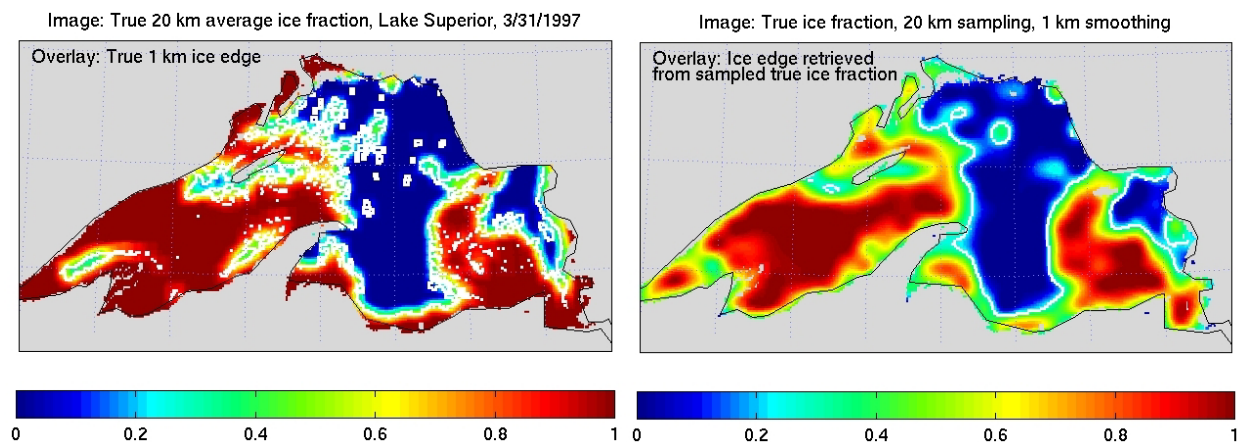 Image: True 20 km average ice fraction, Lake Superior, 3/31/1997
Overlay: True 1 km ice edge
0 0.2 0.4 0.6 0.8 1
Image: True ice fraction, 20 km sampling, 1 km smoothing
Overlay: Ice edge retrieved
from sampled true ice fraction
0 0.2 0.4 0.6 0.8 1